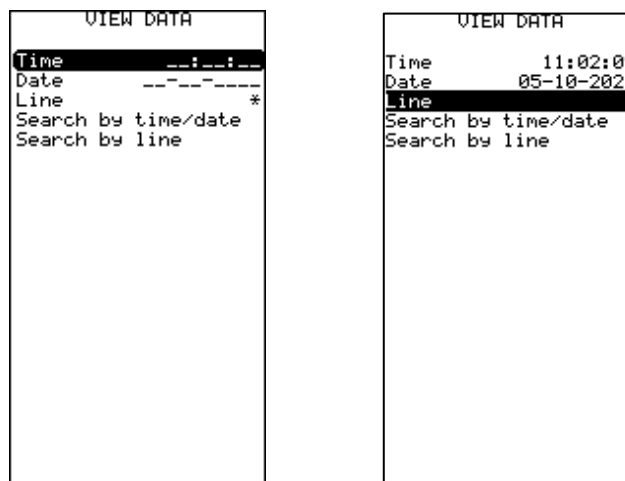 VIEW DATA
Time __:__:__
Date __-__-____
Line *
Search by time/date
Search by line
VIEW DATA
Time 11:02:0
Date 05-10-202
Line
Search by time/date
Search by line